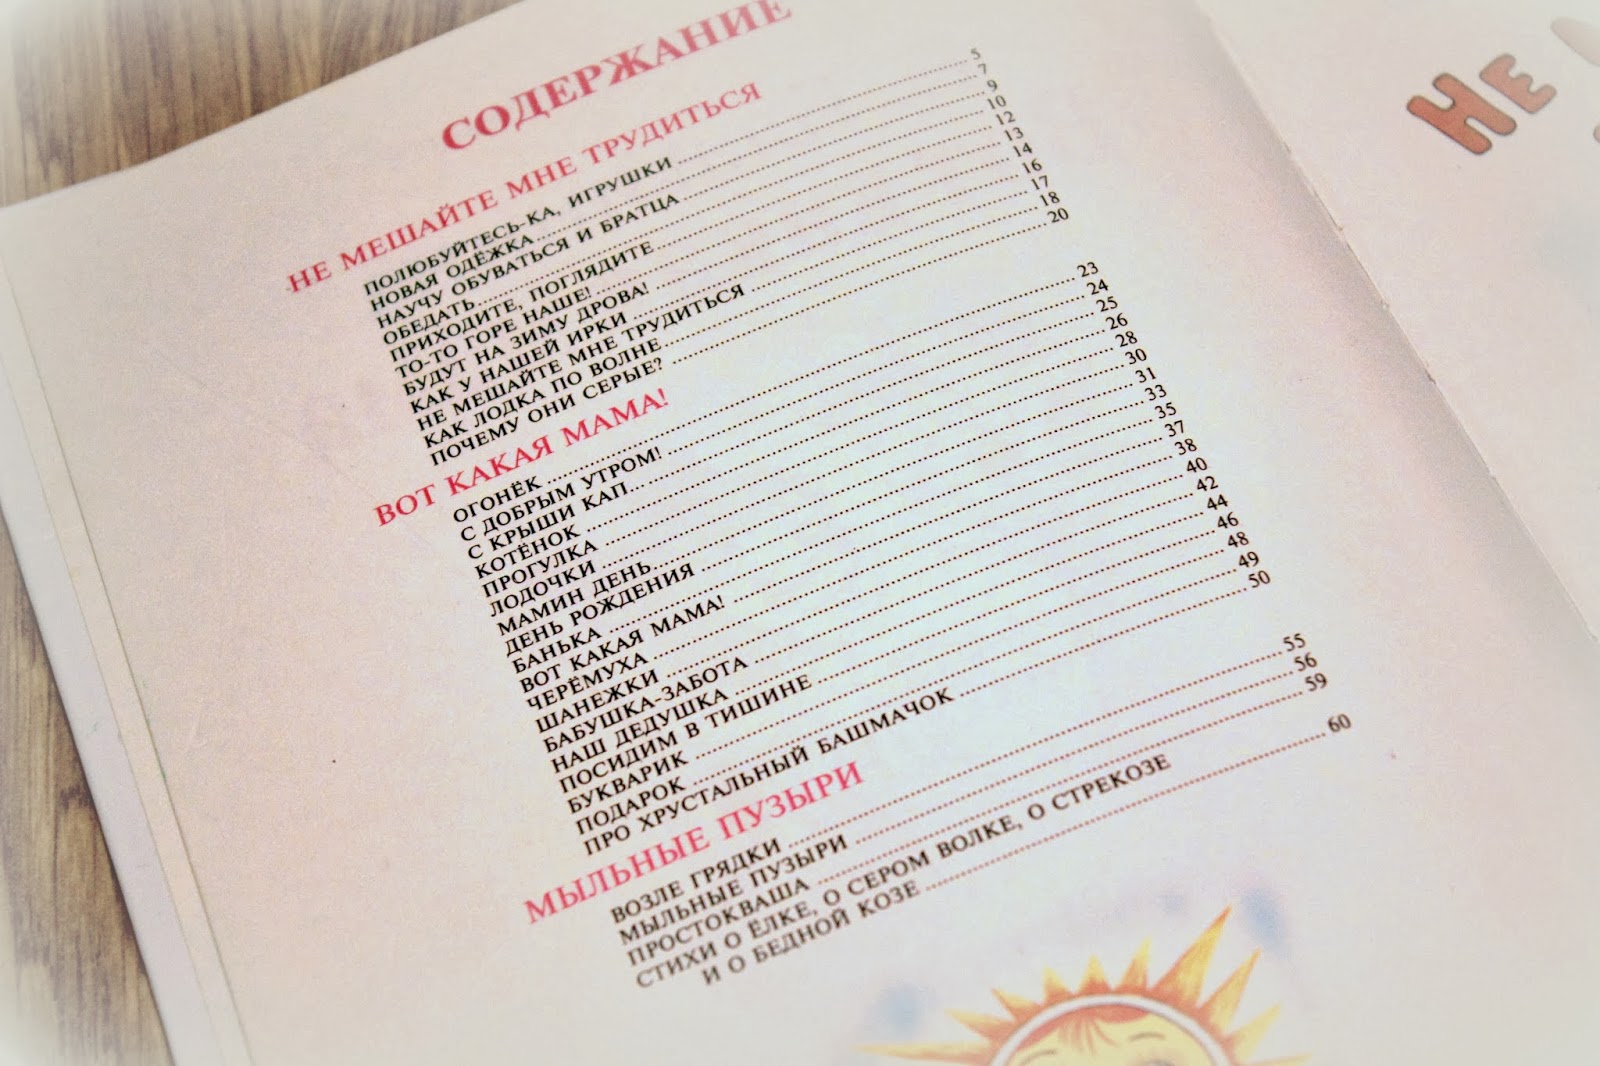 СОДЕРЖАНИЕ
НЕ МЕШАЙТЕ МНЕ ТРУДИТЬСЯ
ПОЛЮБУЙТЕСЬ-КА, ИГРУШКИ ..... 5
НОВАЯ ОДЁЖКА ..... 7
НАУЧУ ОБУВАТЬСЯ И БРАТЦА ..... 9
ОБЕДАТЬ ..... 10
ПРИХОДИТЕ, ПОГЛЯДИТЕ ..... 12
ТО-ТО ГОРЕ НАШЕ! ..... 13
БУДУТ НА ЗИМУ ДРОВА! ..... 14
КАК У НАШЕЙ ИРКИ ..... 16
НЕ МЕШАЙТЕ МНЕ ТРУДИТЬСЯ ..... 17
КАК ЛОДКА ПО ВОЛНЕ ..... 18
ПОЧЕМУ ОНИ СЕРЫЕ? ..... 20
ВОТ КАКАЯ МАМА!
ОГОНЁК ..... 23
С ДОБРЫМ УТРОМ! ..... 24
С КРЫШИ КАП ..... 25
КОТЁНОК ..... 26
ПРОГУЛКА ..... 28
ЛОДОЧКИ ..... 30
МАМИН ДЕНЬ ..... 31
ДЕНЬ РОЖДЕНИЯ ..... 33
БАНЬКА ..... 35
ВОТ КАКАЯ МАМА! ..... 37
ЧЕРЁМУХА ..... 38
ШАНЕЖКИ ..... 40
БАБУШКА-ЗАБОТА ..... 42
НАШ ДЕДУШКА ..... 44
ПОСИДИМ В ТИШИНЕ ..... 46
БУКВАРИК ..... 48
ПОДАРОК ..... 49
ПРО ХРУСТАЛЬНЫЙ БАШМАЧОК ..... 50
МЫЛЬНЫЕ ПУЗЫРИ
ВОЗЛЕ ГРЯДКИ ..... 55
МЫЛЬНЫЕ ПУЗЫРИ ..... 56
ПРОСТОКВАША ..... 59
СТИХИ О ЁЛКЕ, О СЕРОМ ВОЛКЕ, О СТРЕКОЗЕ
И О БЕДНОЙ КОЗЕ ..... 60
Не